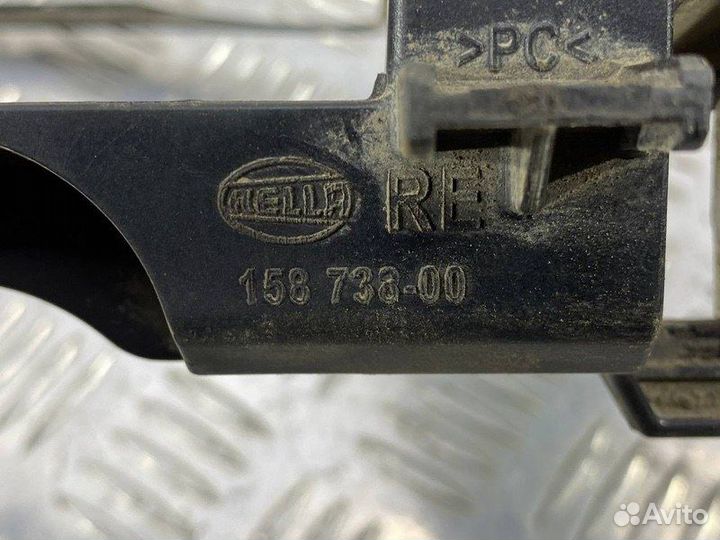 >PC<
HELLA RE
158 738-00
Avito